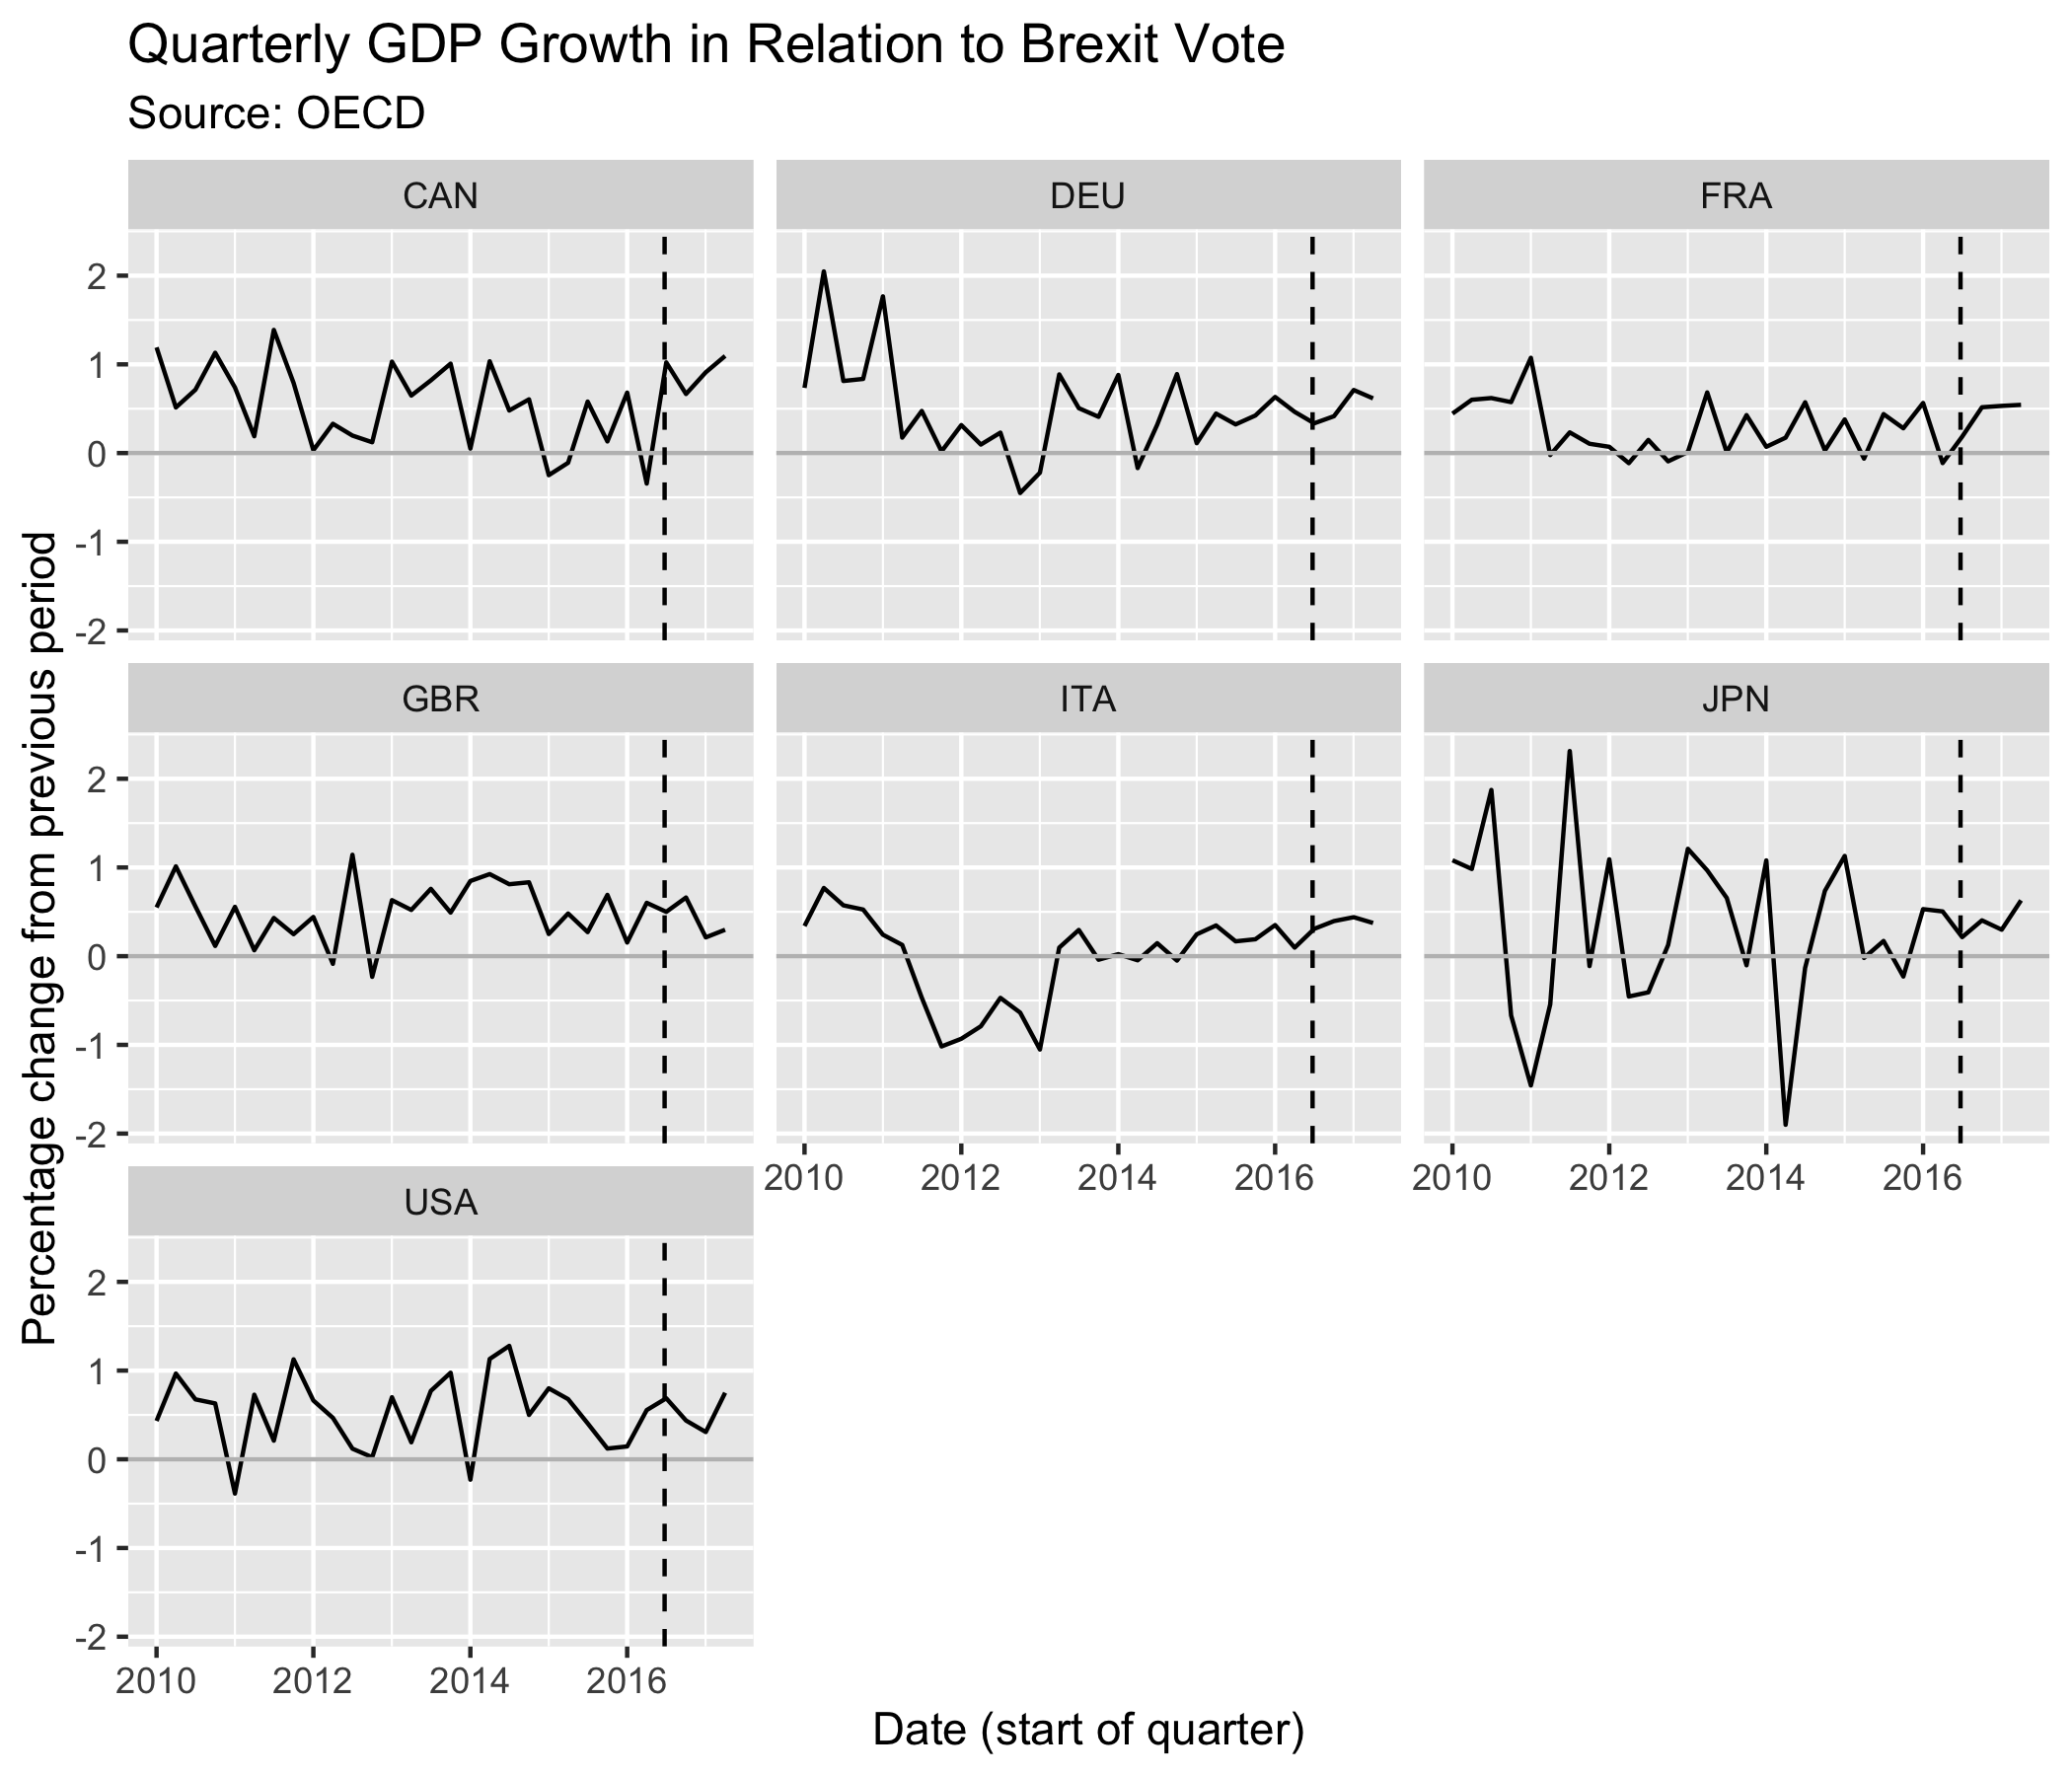 Quarterly GDP Growth in Relation to Brexit Vote
Source: OECD
CAN
DEU
FRA
2
1
0
-1
-2
GBR
ITA
JPN
2
1
0
-1
-2
2010 2012 2014 2016
2010 2012 2014 2016
USA
2
1
0
-1
-2
2010 2012 2014 2016
Percentage change from previous period
Date (start of quarter)